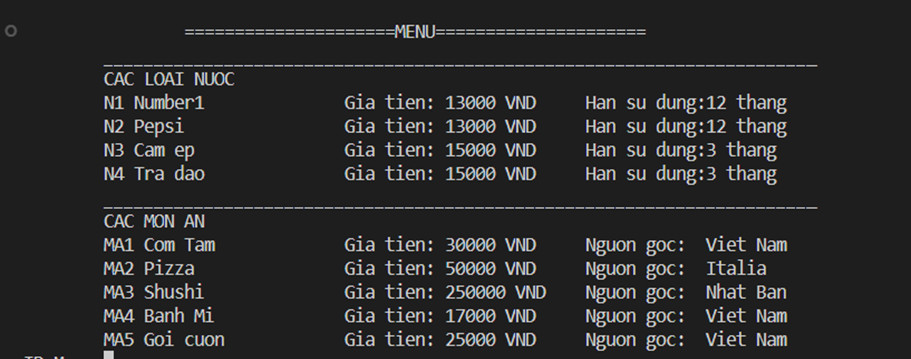 =====================MENU=====================
_______________________________________________________________________
CAC LOAI NUOC
N1 Number1 Gia tien: 13000 VND Han su dung:12 thang
N2 Pepsi Gia tien: 13000 VND Han su dung:12 thang
N3 Cam ep Gia tien: 15000 VND Han su dung:3 thang
N4 Tra dao Gia tien: 15000 VND Han su dung:3 thang
_______________________________________________________________________
CAC MON AN
MA1 Com Tam Gia tien: 30000 VND Nguon goc: Viet Nam
MA2 Pizza Gia tien: 50000 VND Nguon goc: Italia
MA3 Shushi Gia tien: 250000 VND Nguon goc: Nhat Ban
MA4 Banh Mi Gia tien: 17000 VND Nguon goc: Viet Nam
MA5 Goi cuon Gia tien: 25000 VND Nguon goc: Viet Nam